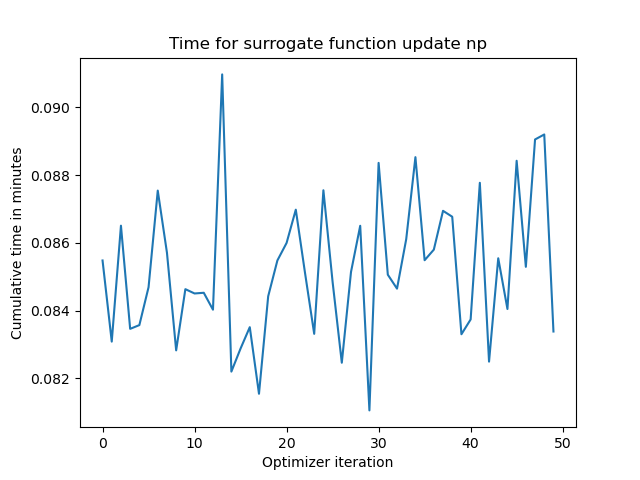 Time for surrogate function update np
Cumulative time in minutes
0.090
0.088
0.086
0.084
0.082
0 10 20 30 40 50
Optimizer iteration